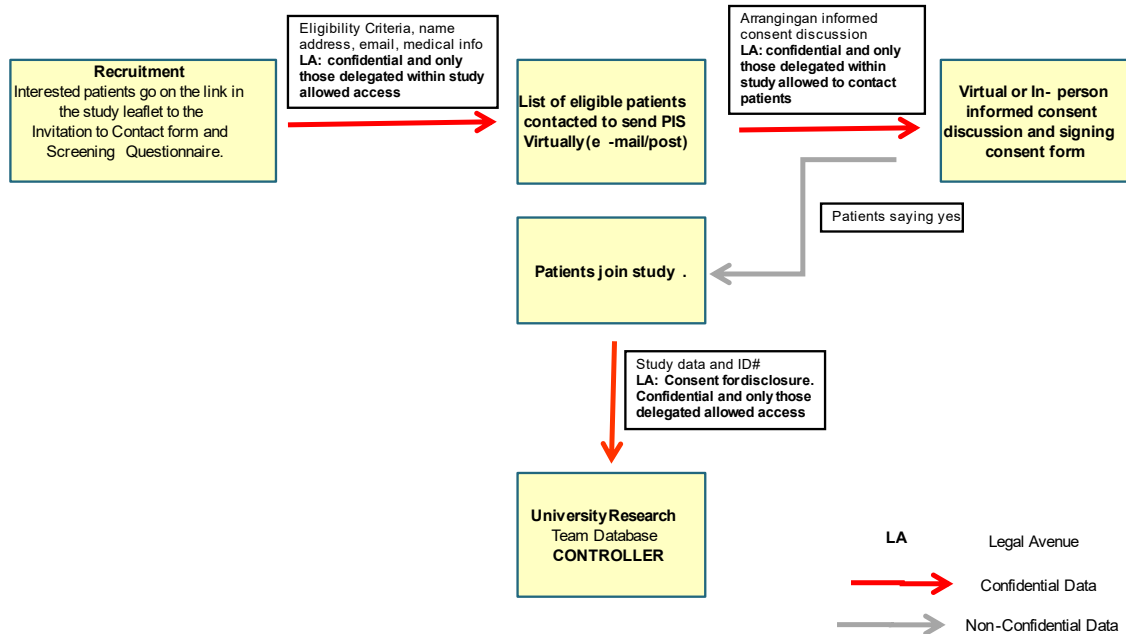 Recruitment
Interested patients go on the link in
the study leaflet to the
Invitation to Contact form and
Screening Questionnaire.
Eligibility Criteria, name
address, email, medical info
LA: confidential and only
those delegated within study
allowed access
List of eligible patients
contacted to send PIS
Virtually(e -mail/post)
Arrangingan informed
consent discussion
LA: confidential and only
those delegated within
study allowed to contact
patients
Virtual or In- person
informed consent
discussion and signing
consent form
Patients saying yes
Patients join study .
Study data and ID#
LA: Consent fordisclosure.
Confidential and only those
delegated allowed access
UniversityResearch
Team Database
CONTROLLER
LA Legal Avenue
Confidential Data
Non-Confidential Data